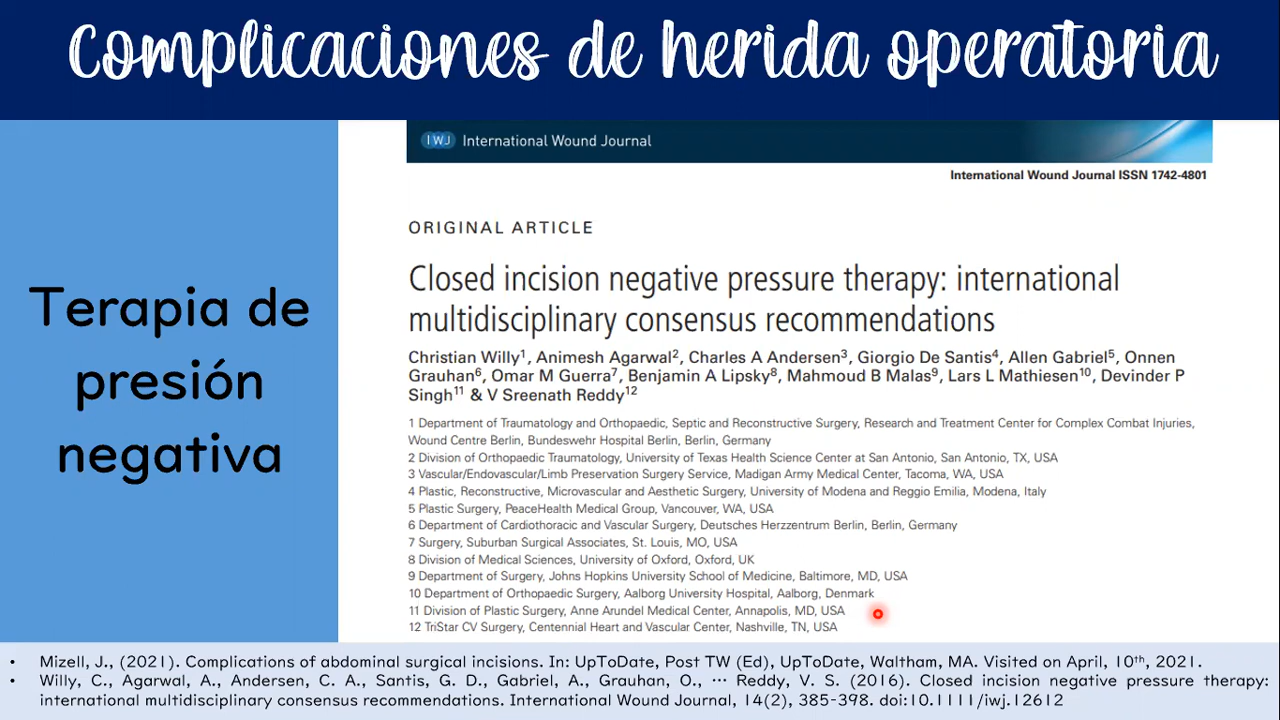 Complicaciones de herida operatoria
Terapia de
presión
negativa
IWJ International Wound Journal
International Wound Journal ISSN 1742-4801
ORIGINAL ARTICLE
Closed incision negative pressure therapy: international
multidisciplinary consensus recommendations
Christian Willy1, Animesh Agarwal2, Charles A Andersen3, Giorgio De Santis4, Allen Gabriel5, Onnen
Grauhan6, Omar M Guerra7, Benjamin A Lipsky8, Mahmoud B Malas9, Lars L Mathiesen10, Devinder P
Singh11 & V Sreenath Reddy12
1 Department of Traumatology and Orthopaedic, Septic and Reconstructive Surgery, Research and Treatment Center for Complex Combat Injuries,
Wound Centre Berlin, Bundeswehr Hospital Berlin, Berlin, Germany
2 Division of Orthopaedic Traumatology, University of Texas Health Science Center at San Antonio, San Antonio, TX, USA
3 Vascular/Endovascular/Limb Preservation Surgery Service, Madigan Army Medical Center, Tacoma, WA, USA
4 Plastic, Reconstructive, Microvascular and Aesthetic Surgery, University of Modena and Reggio Emilia, Modena, Italy
5 Plastic Surgery, PeaceHealth Medical Group, Vancouver, WA, USA
6 Department of Cardiothoracic and Vascular Surgery, Deutsches Herzzentrum Berlin, Berlin, Germany
7 Surgery, Suburban Surgical Associates, St. Louis, MO, USA
8 Division of Medical Sciences, University of Oxford, Oxford, UK
9 Department of Surgery, Johns Hopkins University School of Medicine, Baltimore, MD, USA
10 Department of Orthopaedic Surgery, Aalborg University Hospital, Aalborg, Denmark
11 Division of Plastic Surgery, Anne Arundel Medical Center, Annapolis, MD, USA
12 TriStar CV Surgery, Centennial Heart and Vascular Center, Nashville, TN, USA
• Mizell, J., (2021). Complications of abdominal surgical incisions. In: UpToDate, Post TW (Ed), UpToDate, Waltham, MA. Visited on April, 10th, 2021.
• Willy, C., Agarwal, A., Andersen, C. A., Santis, G. D., Gabriel, A., Grauhan, O., … Reddy, V. S. (2016). Closed incision negative pressure therapy:
international multidisciplinary consensus recommendations. International Wound Journal, 14(2), 385-398. doi:10.1111/iwj.12612